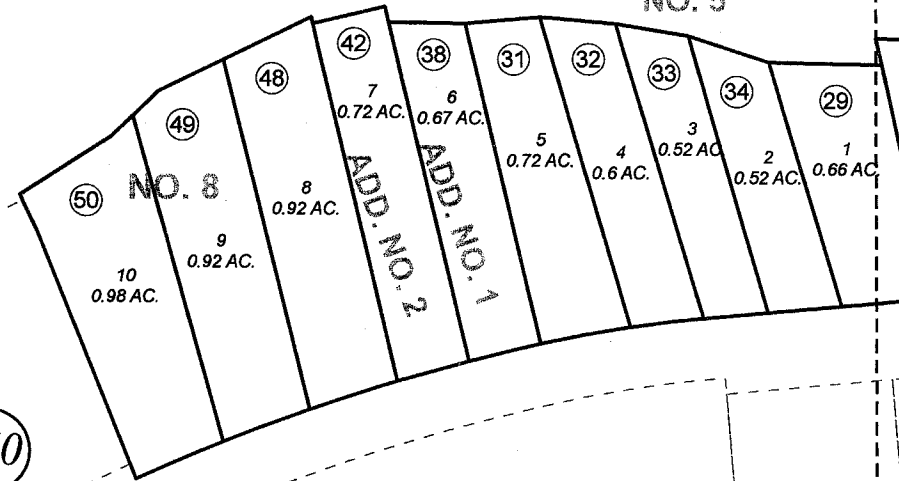 NO. 5
50
10
0.98 AC.
NO. 8
49
9
0.92 AC.
48
8
0.92 AC.
42
7
0.72 AC.
ADD. NO. 2
38
6
0.67 AC.
ADD. NO. 1
31
5
0.72 AC.
32
4
0.6 AC.
33
3
0.52 AC
34
2
0.52 AC.
29
1
0.66 AC